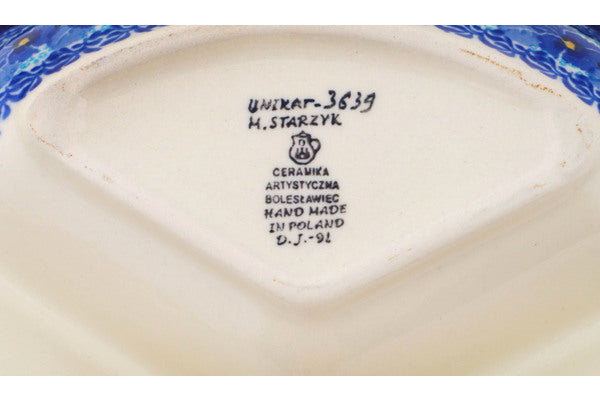 UNIKAT-3639
M. STARZYK
CERAMIKA
ARTYSTYCZNA
BOLESŁAWIEC
HAND MADE
IN POLAND
D.J.-91